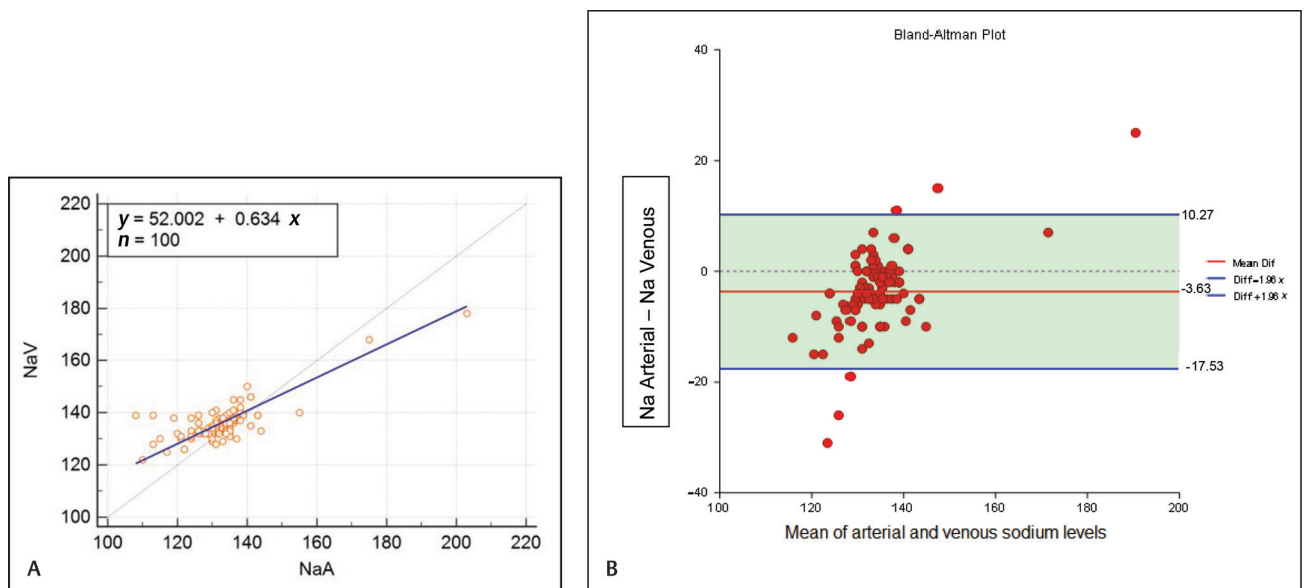 y = 52.002 + 0.634 x
n = 100
220
200
180
160
140
120
100
NaV
100 120 140 160 180 200 220
NaA
A
Bland-Altman Plot
40
20
0
−20
−40
Na Arterial – Na Venous
10.27
-3.63
-17.53
Mean Dif
Diff−1.96 x
Diff+1.96 x
100 120 140 160 180 200
Mean of arterial and venous sodium levels
B